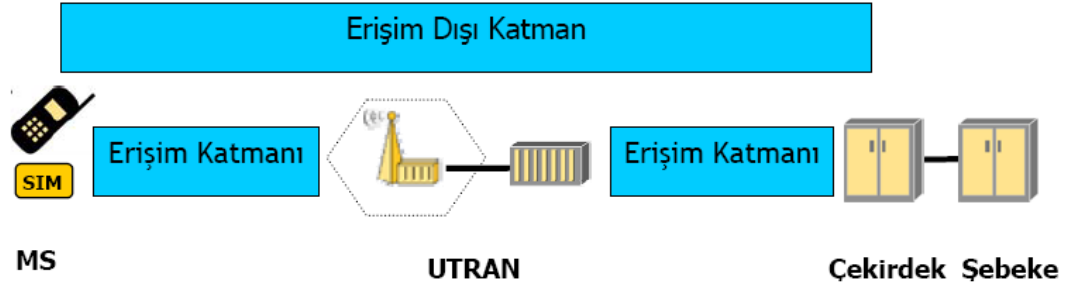 Erişim Dışı Katman
Erişim Katmanı
Erişim Katmanı
SIM
MS
UTRAN
Çekirdek Şebeke